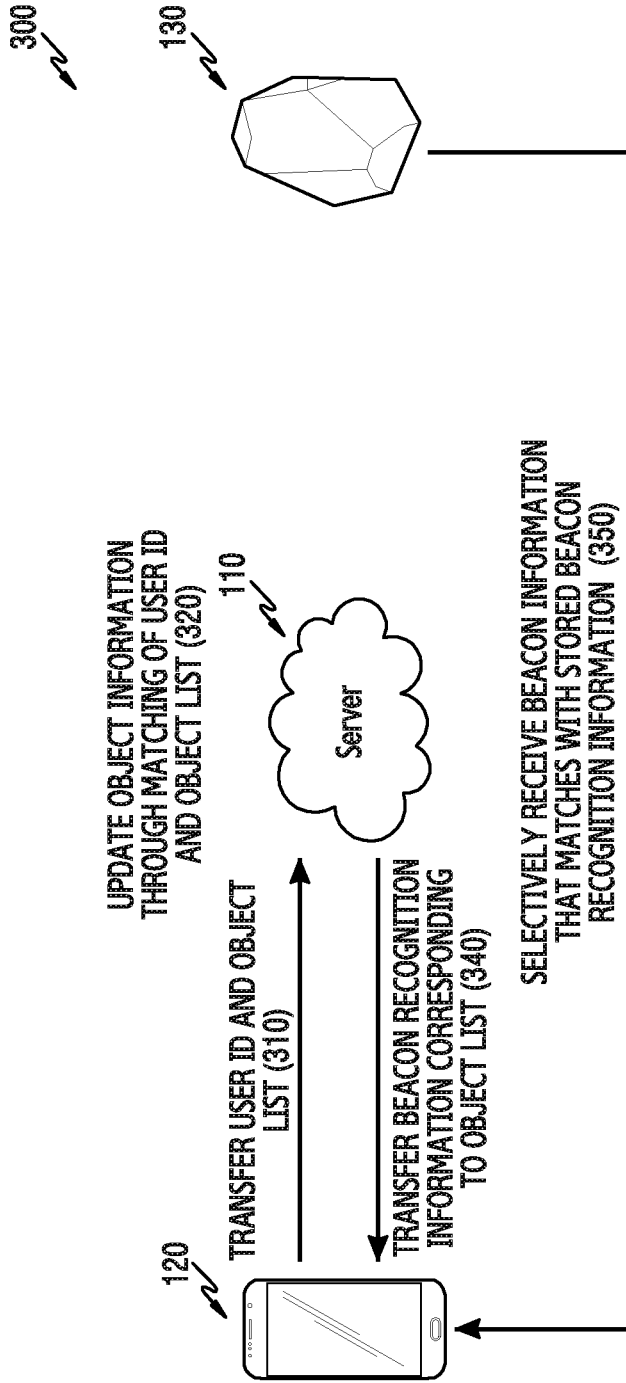 300
130
UPDATE OBJECT INFORMATION
THROUGH MATCHING OF USER ID
AND OBJECT LIST (320)
110
Server
120
TRANSFER USER ID AND OBJECT
LIST (310)
TRANSFER BEACON RECOGNITION
INFORMATION CORRESPONDING
TO OBJECT LIST (340)
SELECTIVELY RECEIVE BEACON INFORMATION
THAT MATCHES WITH STORED BEACON
RECOGNITION INFORMATION (350)